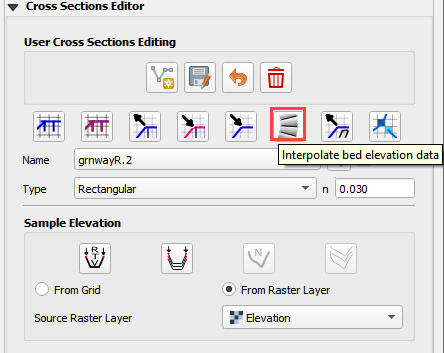 Cross Sections Editor
User Cross Sections Editing
Name grnwayR.2
Interpolate bed elevation data
Type Rectangular n 0.030
Sample Elevation
R T V
N
From Grid From Raster Layer
Source Raster Layer Elevation